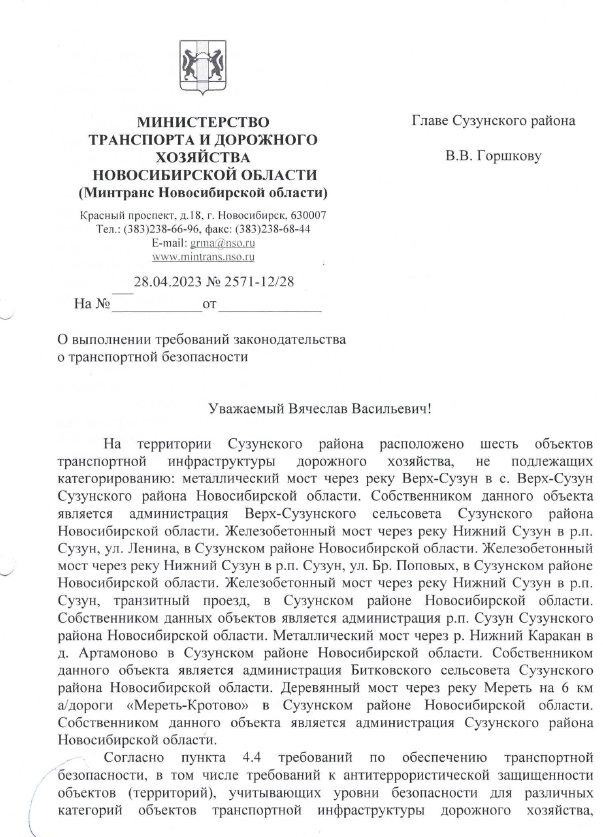 МИНИСТЕРСТВО
ТРАНСПОРТА И ДОРОЖНОГО
ХОЗЯЙСТВА
НОВОСИБИРСКОЙ ОБЛАСТИ
(Минтранс Новосибирской области)
Красный проспект, д.18, г. Новосибирск, 630007
Тел.: (383)238-66-96, факс: (383)238-68-44
E-mail: grma@nso.ru
www.mintrans.nso.ru
28.04.2023 № 2571-12/28
На №____________от______________
Главе Сузунского района
В.В. Горшкову
О выполнении требований законодательства
о транспортной безопасности
Уважаемый Вячеслав Васильевич!
На территории Сузунского района расположено шесть объектов
транспортной инфраструктуры дорожного хозяйства, не подлежащих
категорированию: металлический мост через реку Верх-Сузун в с. Верх-Сузун
Сузунского района Новосибирской области. Собственником данного объекта
является администрация Верх-Сузунского сельсовета Сузунского района
Новосибирской области. Железобетонный мост через реку Нижний Сузун в р.п.
Сузун, ул. Ленина, в Сузунском районе Новосибирской области. Железобетонный
мост через реку Нижний Сузун в р.п. Сузун, ул. Бр. Поповых, в Сузунском районе
Новосибирской области. Железобетонный мост через реку Нижний Сузун в р.п.
Сузун, транзитный проезд, в Сузунском районе Новосибирской области.
Собственником данных объектов является администрация р.п. Сузун Сузунского
района Новосибирской области. Металлический мост через р. Нижний Каракан в
д. Артамоново в Сузунском районе Новосибирской области. Собственником
данного объекта является администрация Битковского сельсовета Сузунского
района Новосибирской области. Деревянный мост через реку Мереть на 6 км
а/дороги «Мереть-Кротово» в Сузунском районе Новосибирской области.
Собственником данного объекта является администрация Сузунского района
Новосибирской области.
Согласно пункта 4.4 требований по обеспечению транспортной
безопасности, в том числе требований к антитеррористической защищенности
объектов (территорий), учитывающих уровни безопасности для различных
категорий объектов транспортной инфраструктуры дорожного хозяйства,